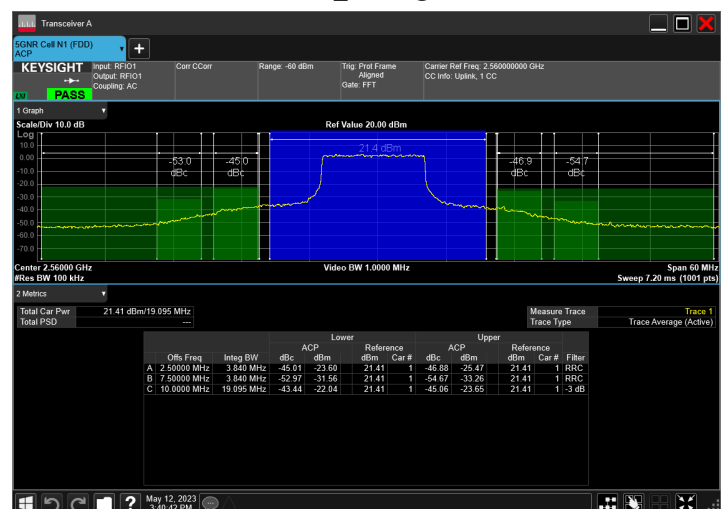 Transceiver A
5GNR Cell N1 (FDD)
ACP
KEYSIGHT Input: RFIO1 Corr CCorr Range: -60 dBm Trig: Prot Frame Carrier Ref Freq: 2.560000000 GHz
Output: RFIO1 Aligned CC Info: Uplink, 1 CC
Coupling: AC Gate: FFT
LXI PASS
1 Graph
Scale/Div 10.0 dB Ref Value 20.00 dBm
Log
10.0
0.00
-10.0
-20.0
-30.0
-40.0
-50.0
-60.0
-70.0
21.4 dBm
-53.0 -45.0 -46.9 -54.7
dBc dBc dBc dBc
Center 2.56000 GHz Video BW 1.0000 MHz Span 60 MHz
#Res BW 100 kHz Sweep 7.20 ms (1001 pts)
2 Metrics
Total Car Pwr 21.41 dBm/19.095 MHz Measure Trace Trace 1
Total PSD --- Trace Type Trace Average (Active)
Lower Upper
ACP Reference ACP Reference
Offs Freq Integ BW dBc dBm dBm Car # dBc dBm dBm Car # Filter
A 2.50000 MHz 3.840 MHz -45.01 -23.60 21.41 1 -46.88 -25.47 21.41 1 RRC
B 7.50000 MHz 3.840 MHz -52.97 -31.56 21.41 1 -54.67 -33.26 21.41 1 RRC
C 10.0000 MHz 19.095 MHz -43.44 -22.04 21.41 1 -45.06 -23.65 21.41 1 -3 dB
May 12, 2023
3:40:42 PM